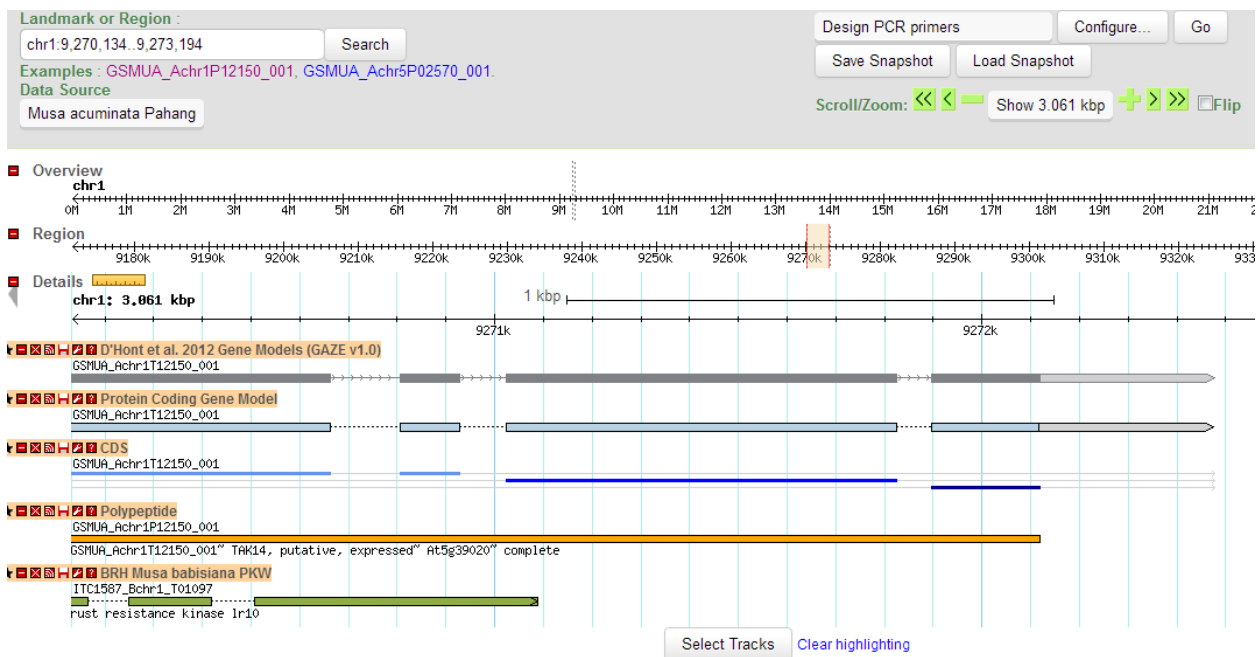 Landmark or Region :
chr1:9,270,134..9,273,194 Search
Examples : GSMUA_Achr1P12150_001, GSMUA_Achr5P02570_001.
Data Source
Musa acuminata Pahang
Design PCR primers Configure... Go
Save Snapshot Load Snapshot
Scroll/Zoom: << < Show 3.061 kbp > >> Flip
Overview
chr1
0M 1M 2M 3M 4M 5M 6M 7M 8M 9M 10M 11M 12M 13M 14M 15M 16M 17M 18M 19M 20M 21M 2
Region
9180k 9190k 9200k 9210k 9220k 9230k 9240k 9250k 9260k 9270k 9280k 9290k 9300k 9310k 9320k 933
Details
chr1: 3.061 kbp 1 kbp
9271k 9272k
D'Hont et al. 2012 Gene Models (GAZE v1.0)
GSMUA_Achr1T12150_001
Protein Coding Gene Model
GSMUA_Achr1T12150_001
CDS
GSMUA_Achr1T12150_001
Polypeptide
GSMUA_Achr1P12150_001
GSMUA_Achr1T12150_001~ TAK14, putative, expressed~ At5g39020~ complete
BRH Musa babisiana PKW
ITC1587_Bchr1_T01097
rust resistance kinase lr10
Select Tracks Clear highlighting